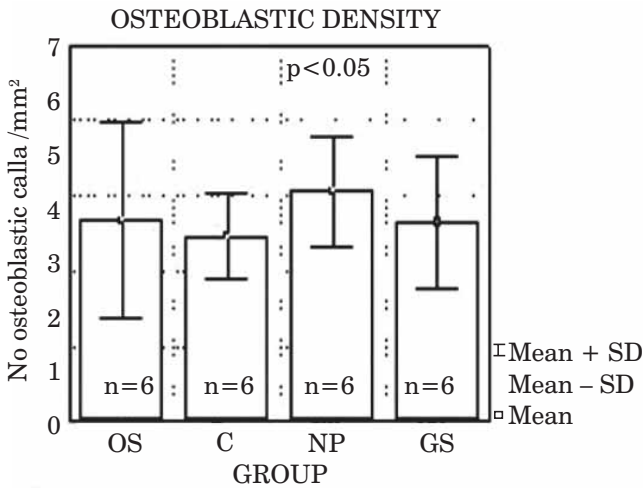 OSTEOBLASTIC DENSITY
No osteoblastic calla /mm²
7
6
5
4
3
2
1
0
p<0.05
n=6
n=6
n=6
n=6
OS
C
NP
GS
GROUP
Mean + SD
Mean – SD
Mean